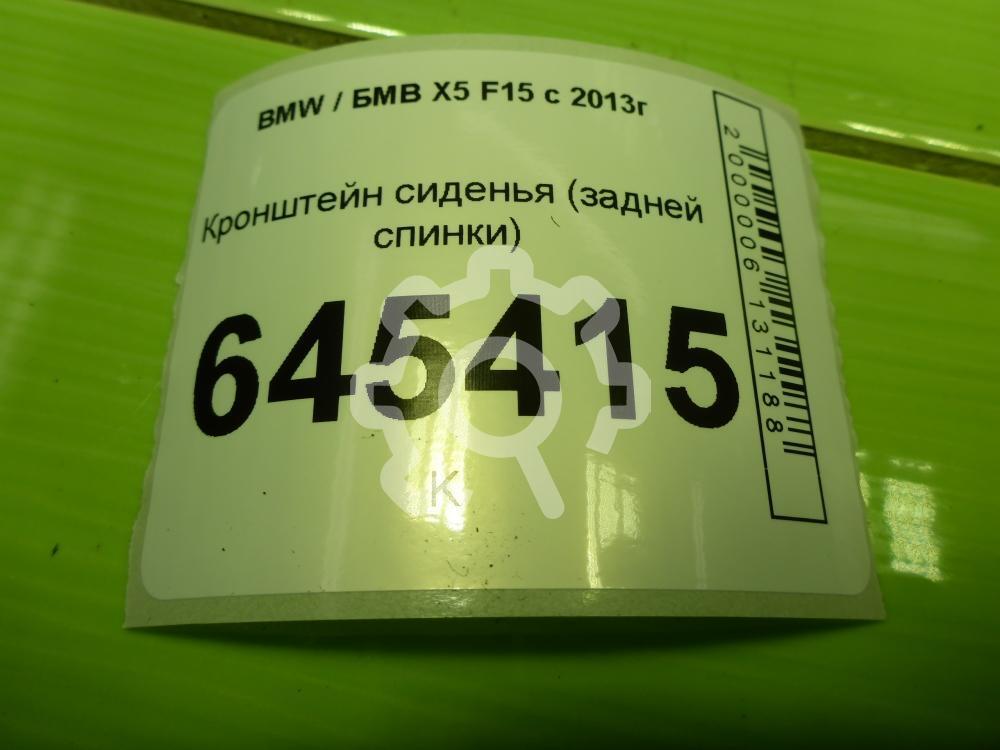 BMW / БМВ X5 F15 с 2013г
Кронштейн сиденья (задней
спинки)
645415
К
2000006131188